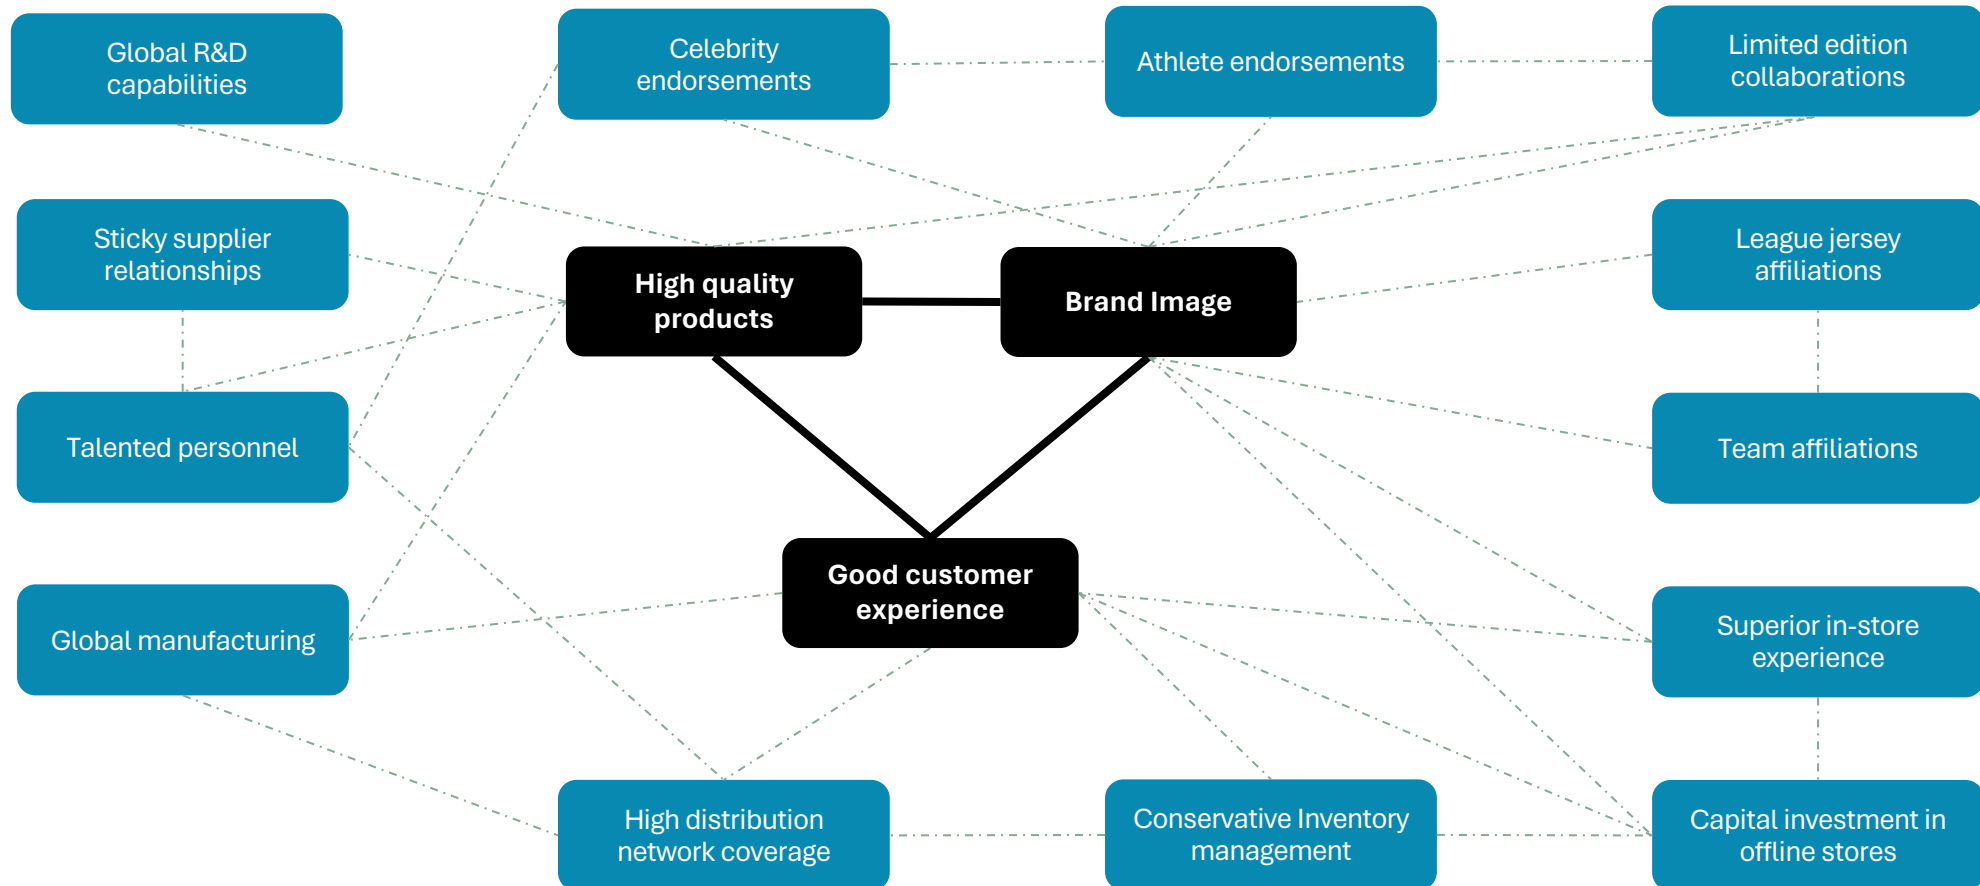 Global R&D
capabilities
Celebrity
endorsements
Athlete endorsements
Limited edition
collaborations
Sticky supplier
relationships
High quality
products
Brand Image
League jersey
affiliations
Talented personnel
Team affiliations
Good customer
experience
Global manufacturing
Superior in-store
experience
High distribution
network coverage
Conservative Inventory
management
Capital investment in
offline stores